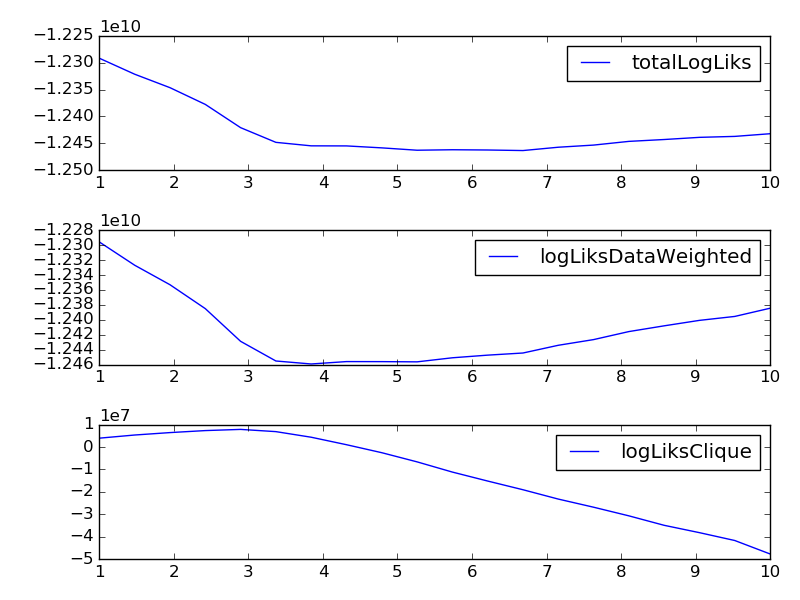 1e10
−1.225
−1.230
−1.235
−1.240
−1.245
−1.250
totalLogLiks
1 2 3 4 5 6 7 8 9 10
1e10
−1.228
−1.230
−1.232
−1.234
−1.236
−1.238
−1.240
−1.242
−1.244
−1.246
logLiksDataWeighted
1 2 3 4 5 6 7 8 9 10
1e7
1
0
−1
−2
−3
−4
−5
logLiksClique
1 2 3 4 5 6 7 8 9 10